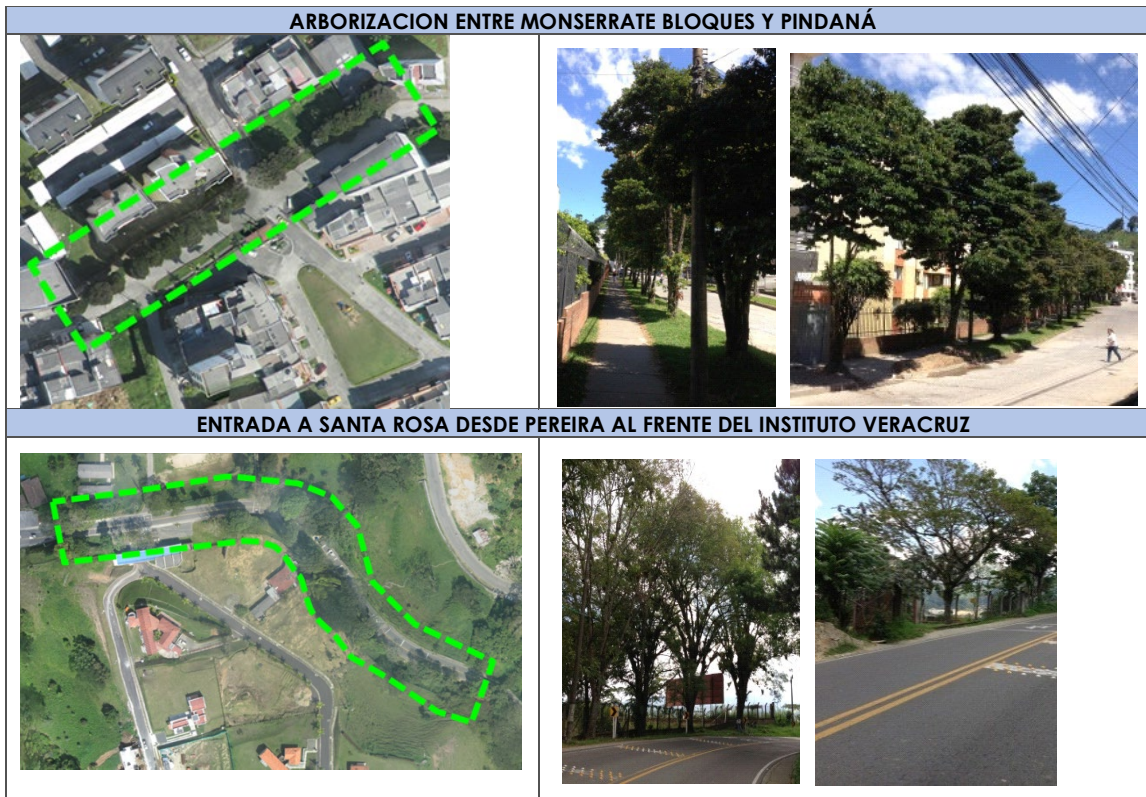 ARBORIZACION ENTRE MONSERRATE BLOQUES Y PINDANÁ
ENTRADA A SANTA ROSA DESDE PEREIRA AL FRENTE DEL INSTITUTO VERACRUZ